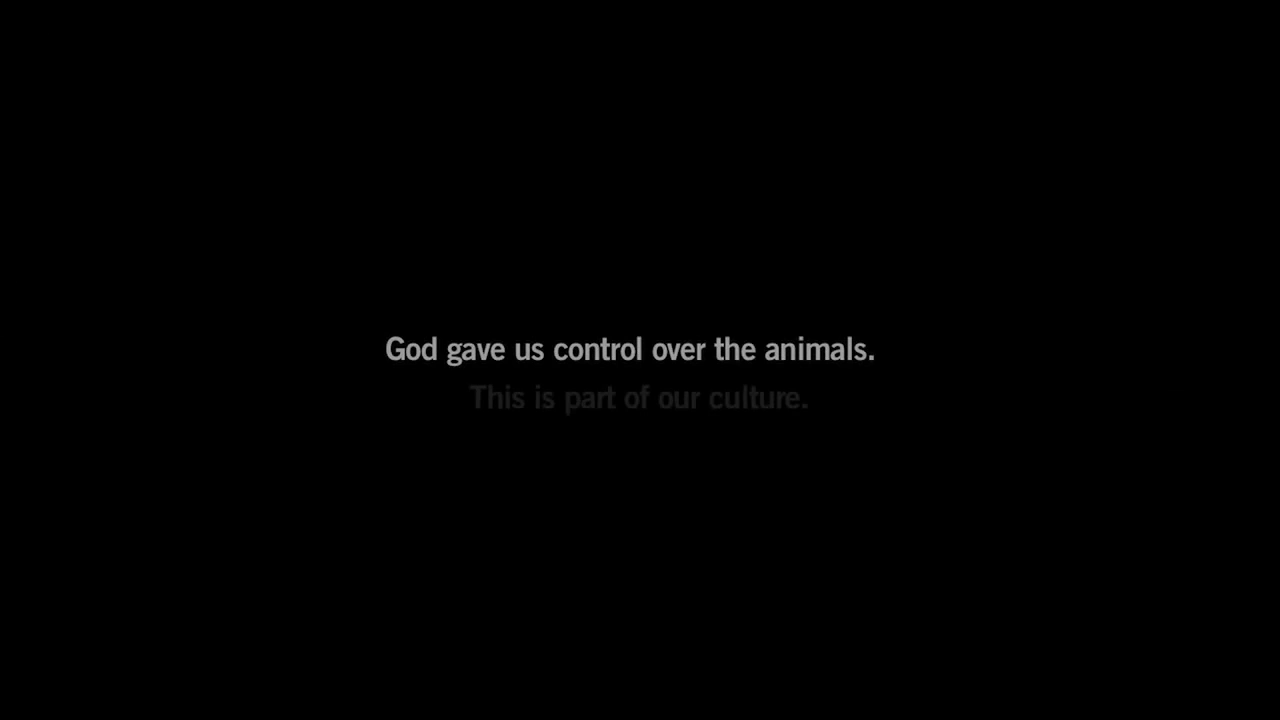 God gave us control over the animals.
This is part of our culture.